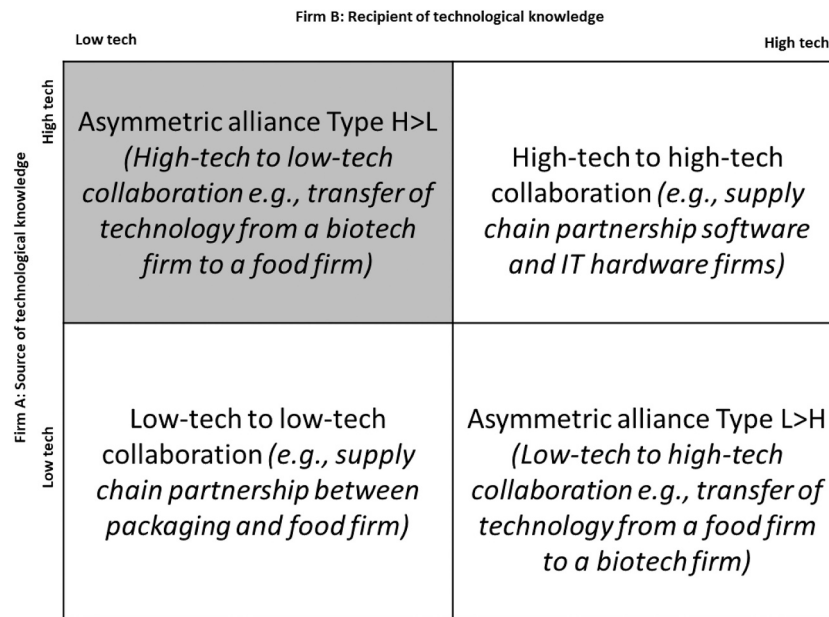 Firm B: Recipient of technological knowledge
Low tech
High tech
Firm A: Source of technological knowledge
High tech
Asymmetric alliance Type H>L
(High-tech to low-tech
collaboration e.g., transfer of
technology from a biotech
firm to a food firm)
High-tech to high-tech
collaboration (e.g., supply
chain partnership software
and IT hardware firms)
Low tech
Low-tech to low-tech
collaboration (e.g., supply
chain partnership between
packaging and food firm)
Asymmetric alliance Type L>H
(Low-tech to high-tech
collaboration e.g., transfer of
technology from a food firm
to a biotech firm)